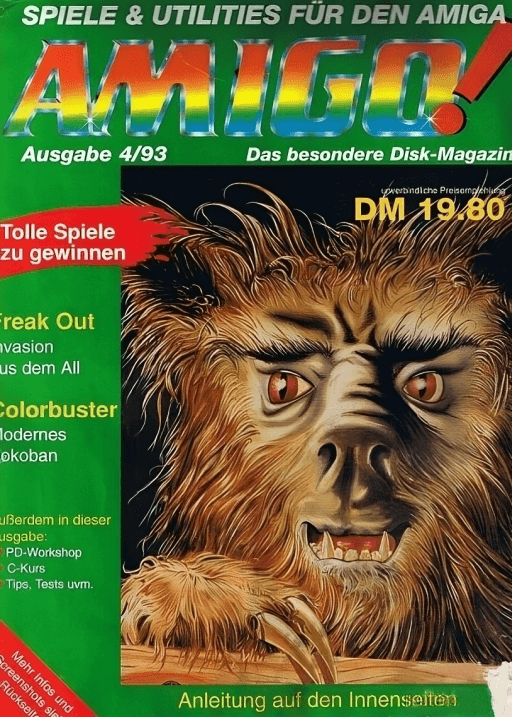 SPIELE & UTILITIES FÜR DEN AMIGA
AMIGO!
Ausgabe 4/93
Das besondere Disk-Magazin
unverbindliche Preisempfehlung
DM 19.80
Tolle Spiele
zu gewinnen
Freak Out
nvasion
us dem All
Colorbuster
Modernes
okoban
ußerdem in dieser
usgabe:
PD-Workshop
C-Kurs
Tips, Tests uvm.
Mehr Infos und
Screenshots sie
Rückseite
Anleitung auf den Innenseiten